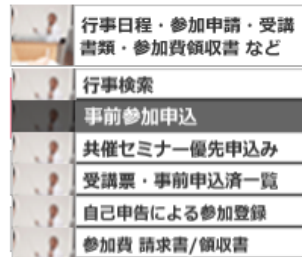 行事日程・参加申請・受講
書類・参加費領収書 など
行事検索
事前参加申込
共催セミナー優先申込み
受講票・事前申込済一覧
自己申告による参加登録
参加費 請求書/領収書